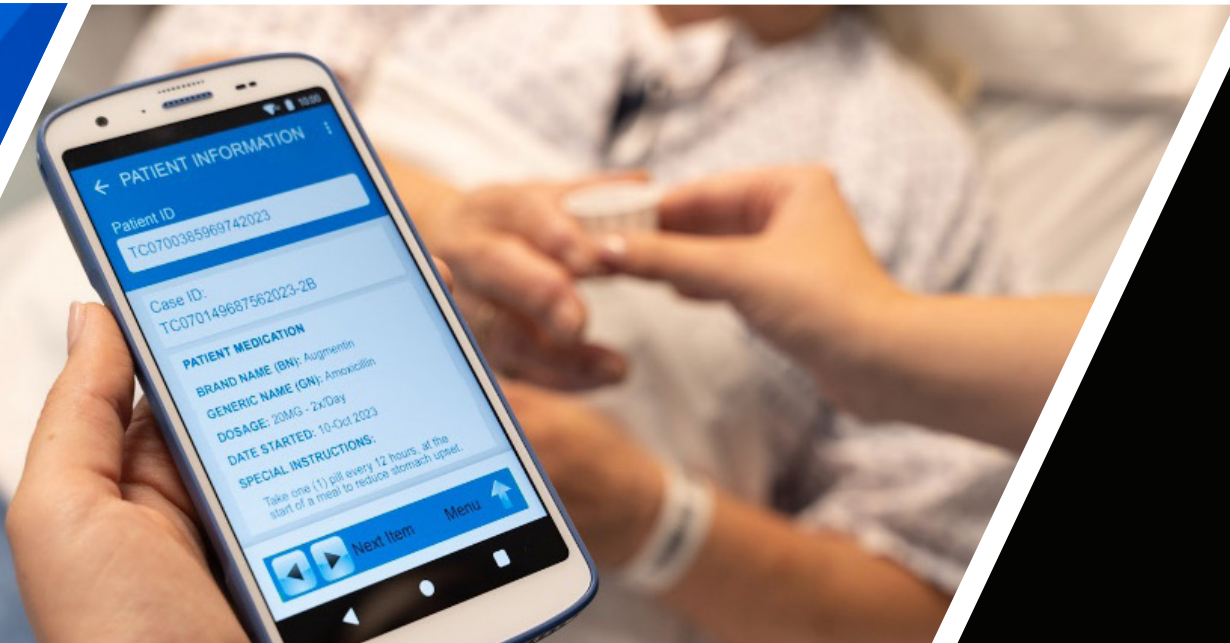 10:00
PATIENT INFORMATION
Patient ID
TC0700385969742023
Case ID:
TC070149687562023-2B
PATIENT MEDICATION
BRAND NAME (BN): Augmentin
GENERIC NAME (GN): Amoxicillin
DOSAGE: 20MG - 2x/Day
DATE STARTED: 10-Oct 2023
SPECIAL INSTRUCTIONS:
Take one (1) pill every 12 hours, at the
start of a meal to reduce stomach upset.
Next Item Menu